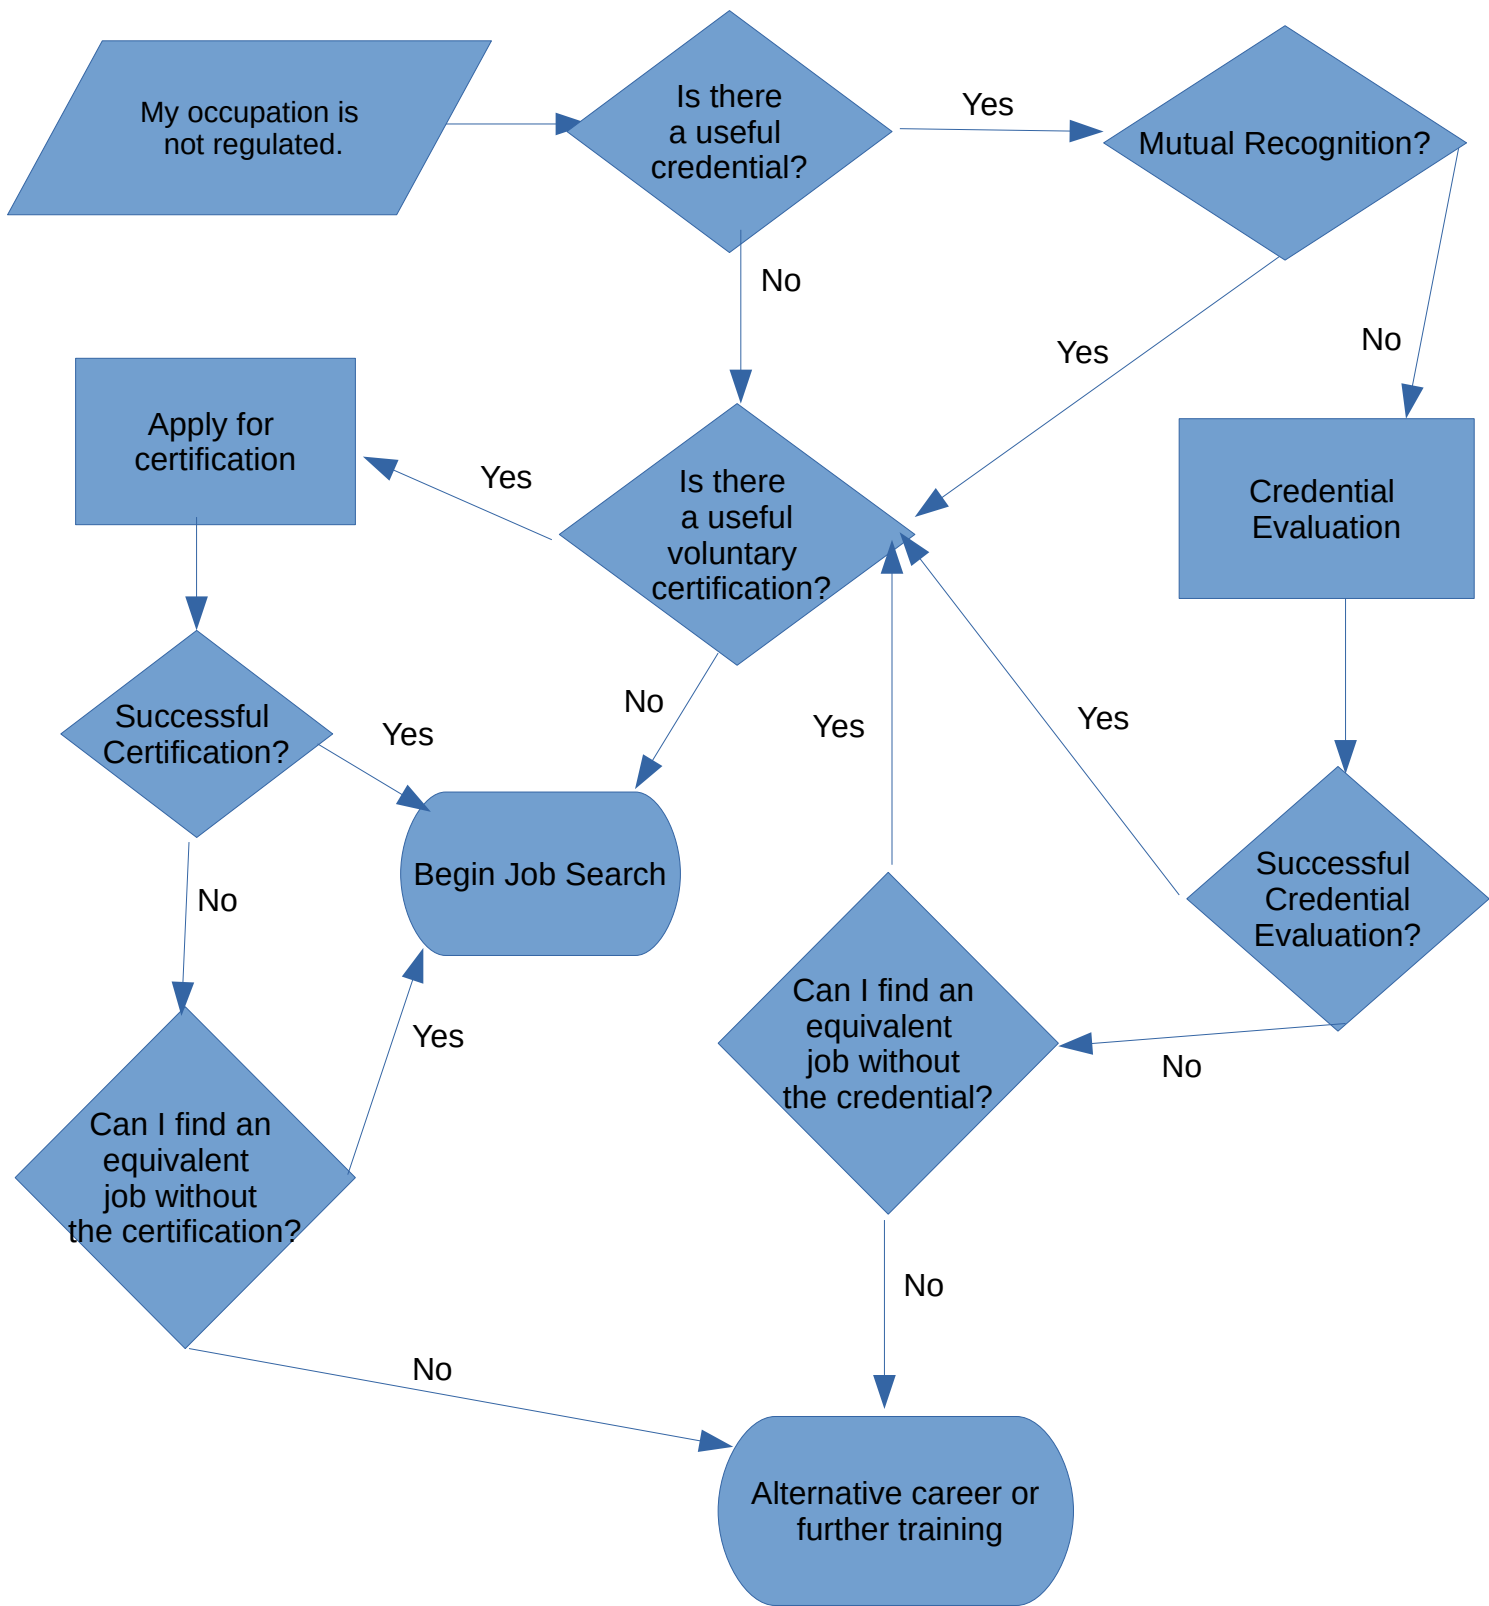 My occupation is
not regulated.
Is there
a useful
credential?
Yes
Mutual Recognition?
No
Yes
No
Apply for
certification
Yes
Is there
a useful
voluntary
certification?
Credential
Evaluation
Successful
Certification?
Yes
No
Yes
Yes
Begin Job Search
Successful
Credential
Evaluation?
No
Can I find an
equivalent
job without
the credential?
Yes
No
Can I find an
equivalent
job without
the certification?
No
No
Alternative career or
further training